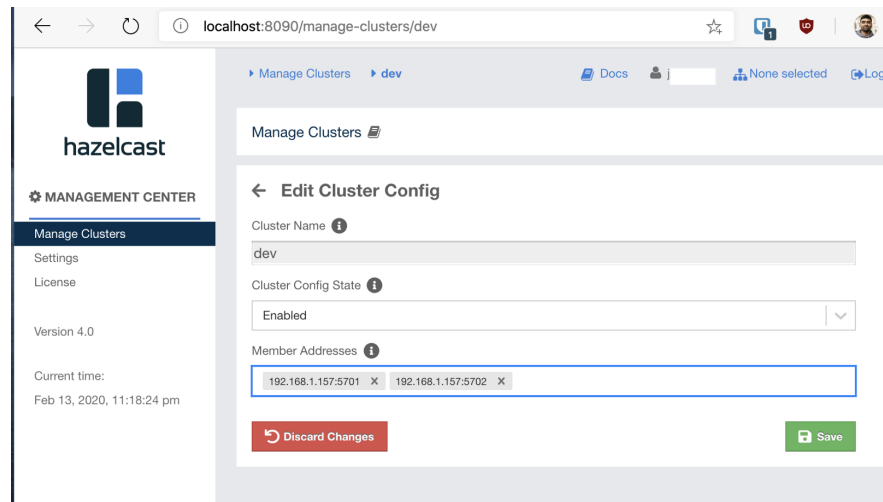 localhost:8090/manage-clusters/dev
1
Manage Clusters dev Docs j None selected Log
hazelcast
Manage Clusters
MANAGEMENT CENTER
Manage Clusters
Settings
License
Version 4.0
Current time:
Feb 13, 2020, 11:18:24 pm
Edit Cluster Config
Cluster Name
dev
Cluster Config State
Enabled
Member Addresses
192.168.1.157:5701 X 192.168.1.157:5702 X
Discard Changes Save